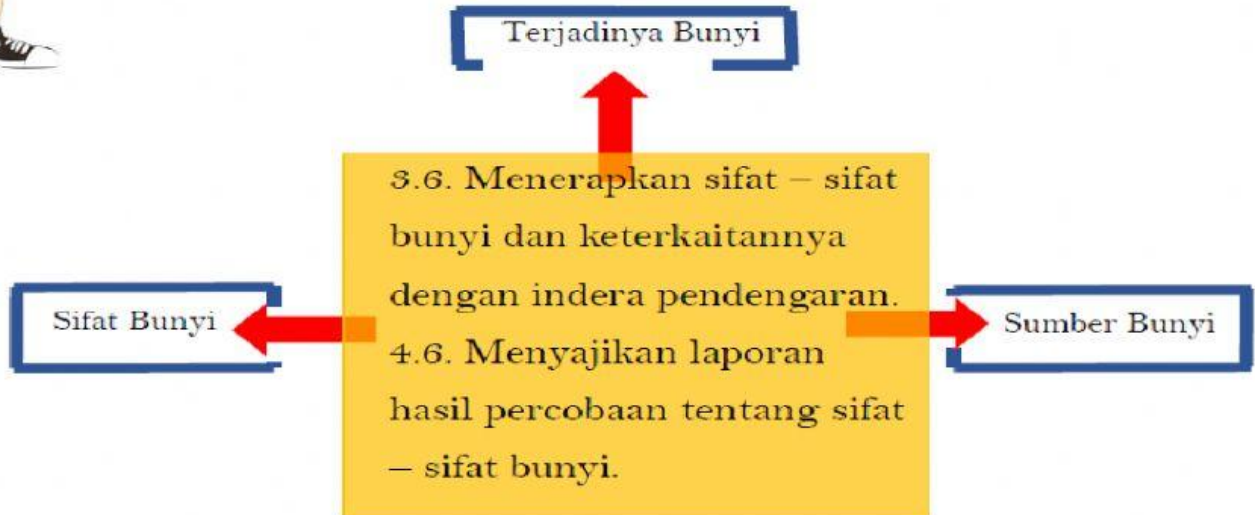 Terjadinya Bunyi
3.6. Menerapkan sifat – sifat
bunyi dan keterkaitannya
dengan indera pendengaran.
4.6. Menyajikan laporan
hasil percobaan tentang sifat
– sifat bunyi.
Sifat Bunyi
Sumber Bunyi